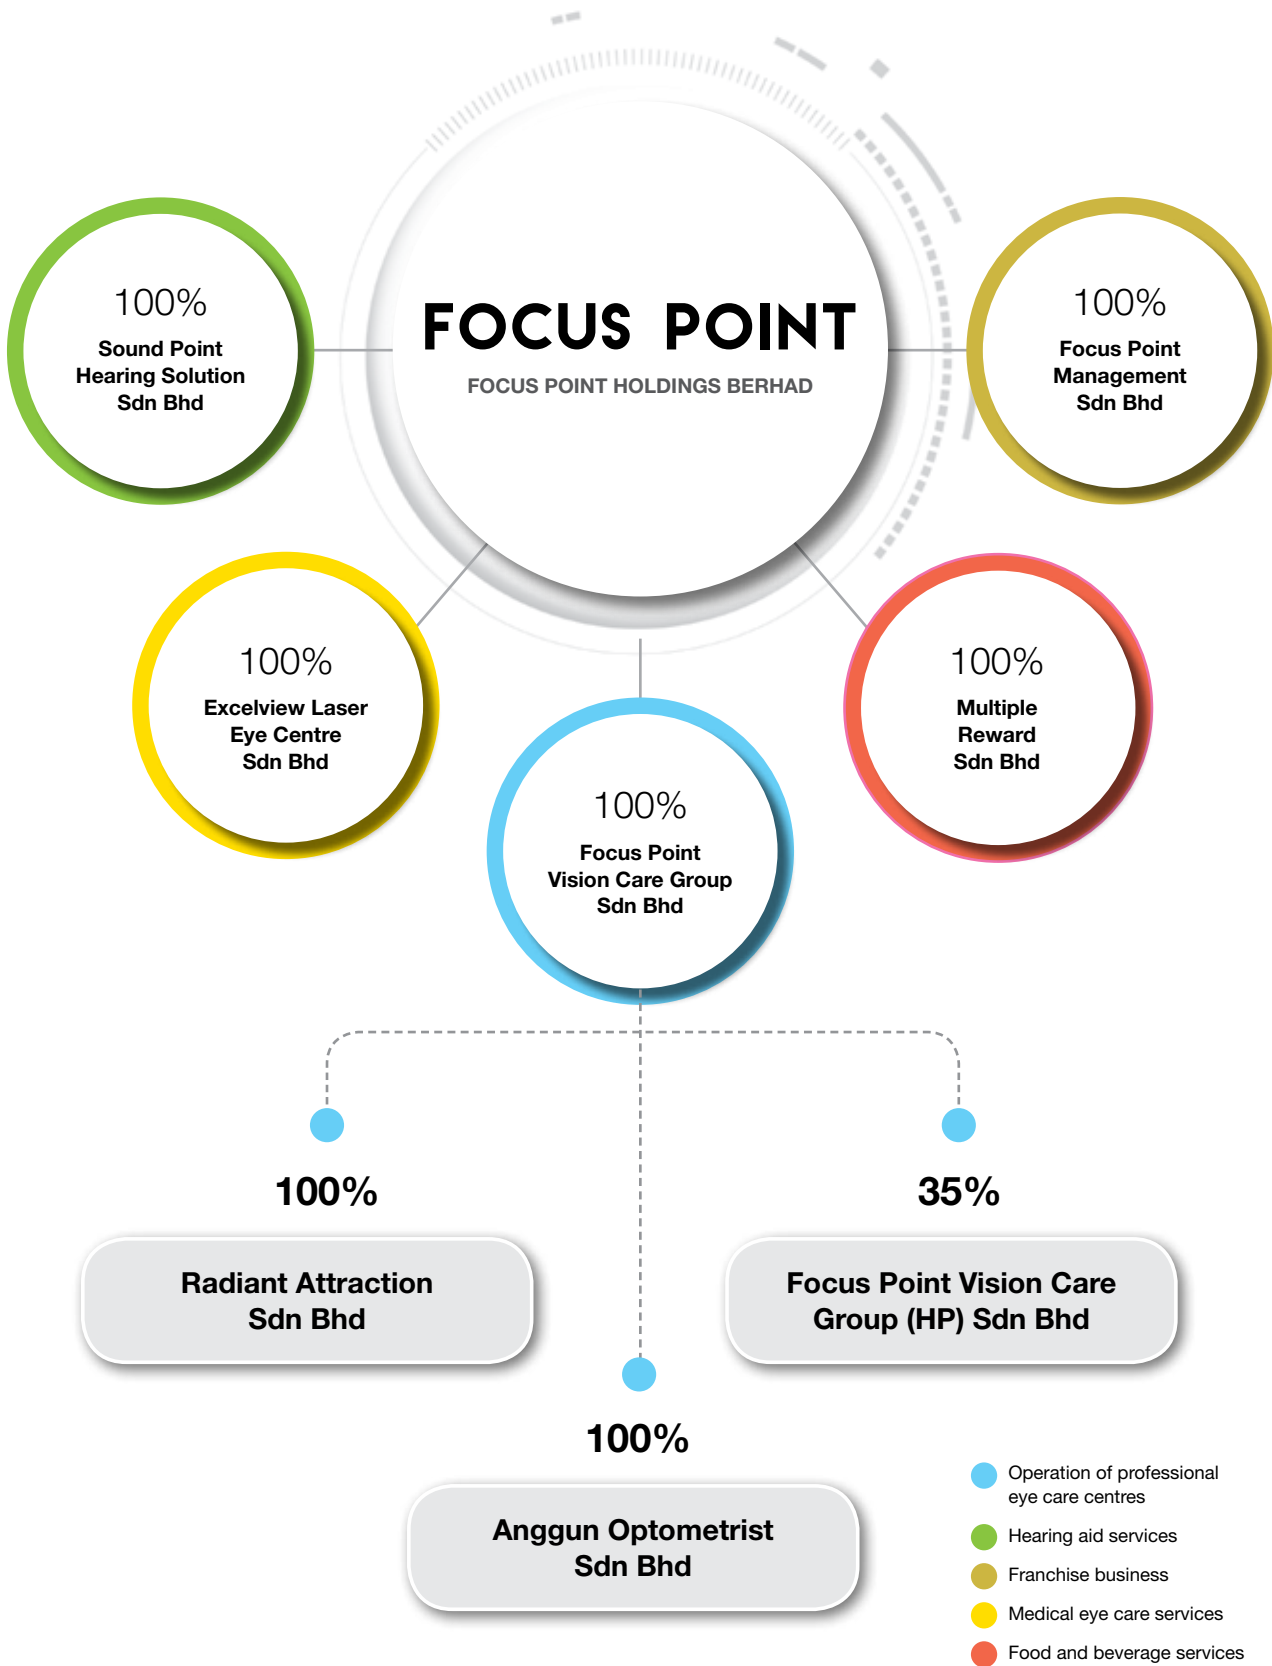 FOCUS POINT
FOCUS POINT HOLDINGS BERHAD
100%
Sound Point
Hearing Solution
Sdn Bhd
100%
Focus Point
Management
Sdn Bhd
100%
Excelview Laser
Eye Centre
Sdn Bhd
100%
Multiple
Reward
Sdn Bhd
100%
Focus Point
Vision Care Group
Sdn Bhd
100%
Radiant Attraction
Sdn Bhd
35%
Focus Point Vision Care
Group (HP) Sdn Bhd
100%
Anggun Optometrist
Sdn Bhd
Operation of professional
eye care centres
Hearing aid services
Franchise business
Medical eye care services
Food and beverage services